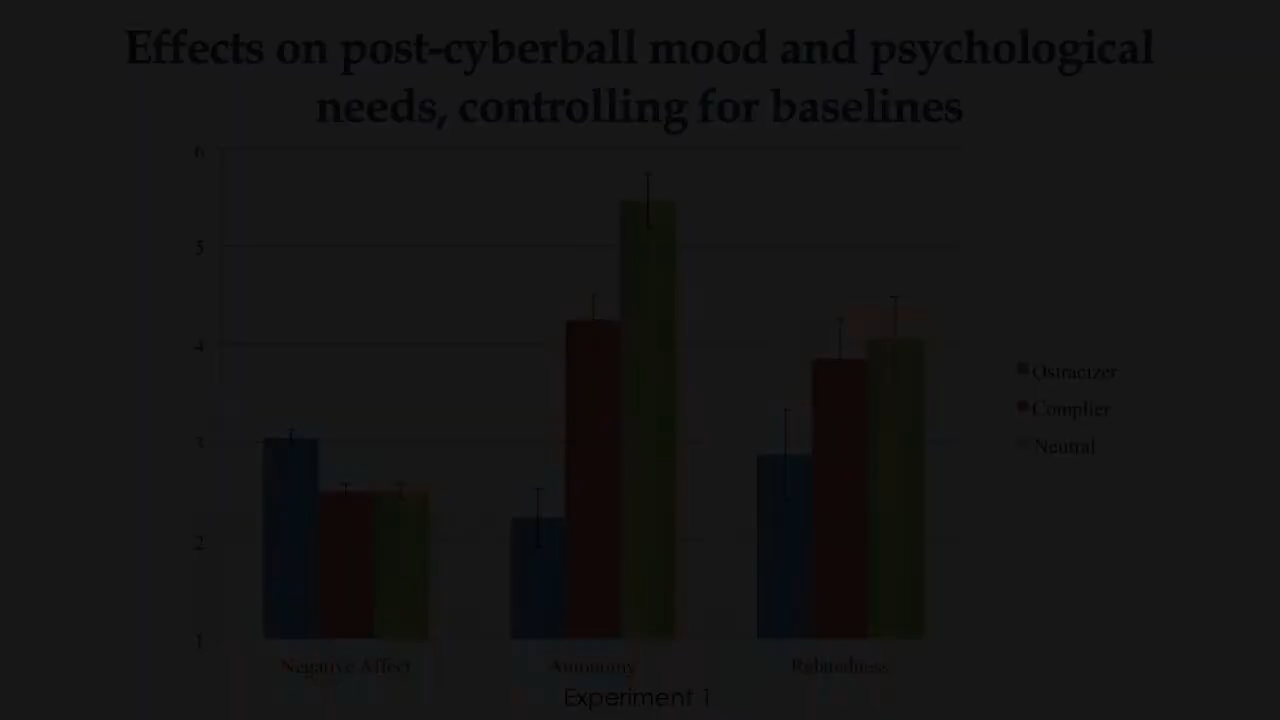 Effects on post-cyberball mood and psychological
needs, controlling for baselines
6
5
4
3
2
1
Ostracizer
Complier
Neutral
Negative Affect
Autonomy
Relatedness
Experiment 1